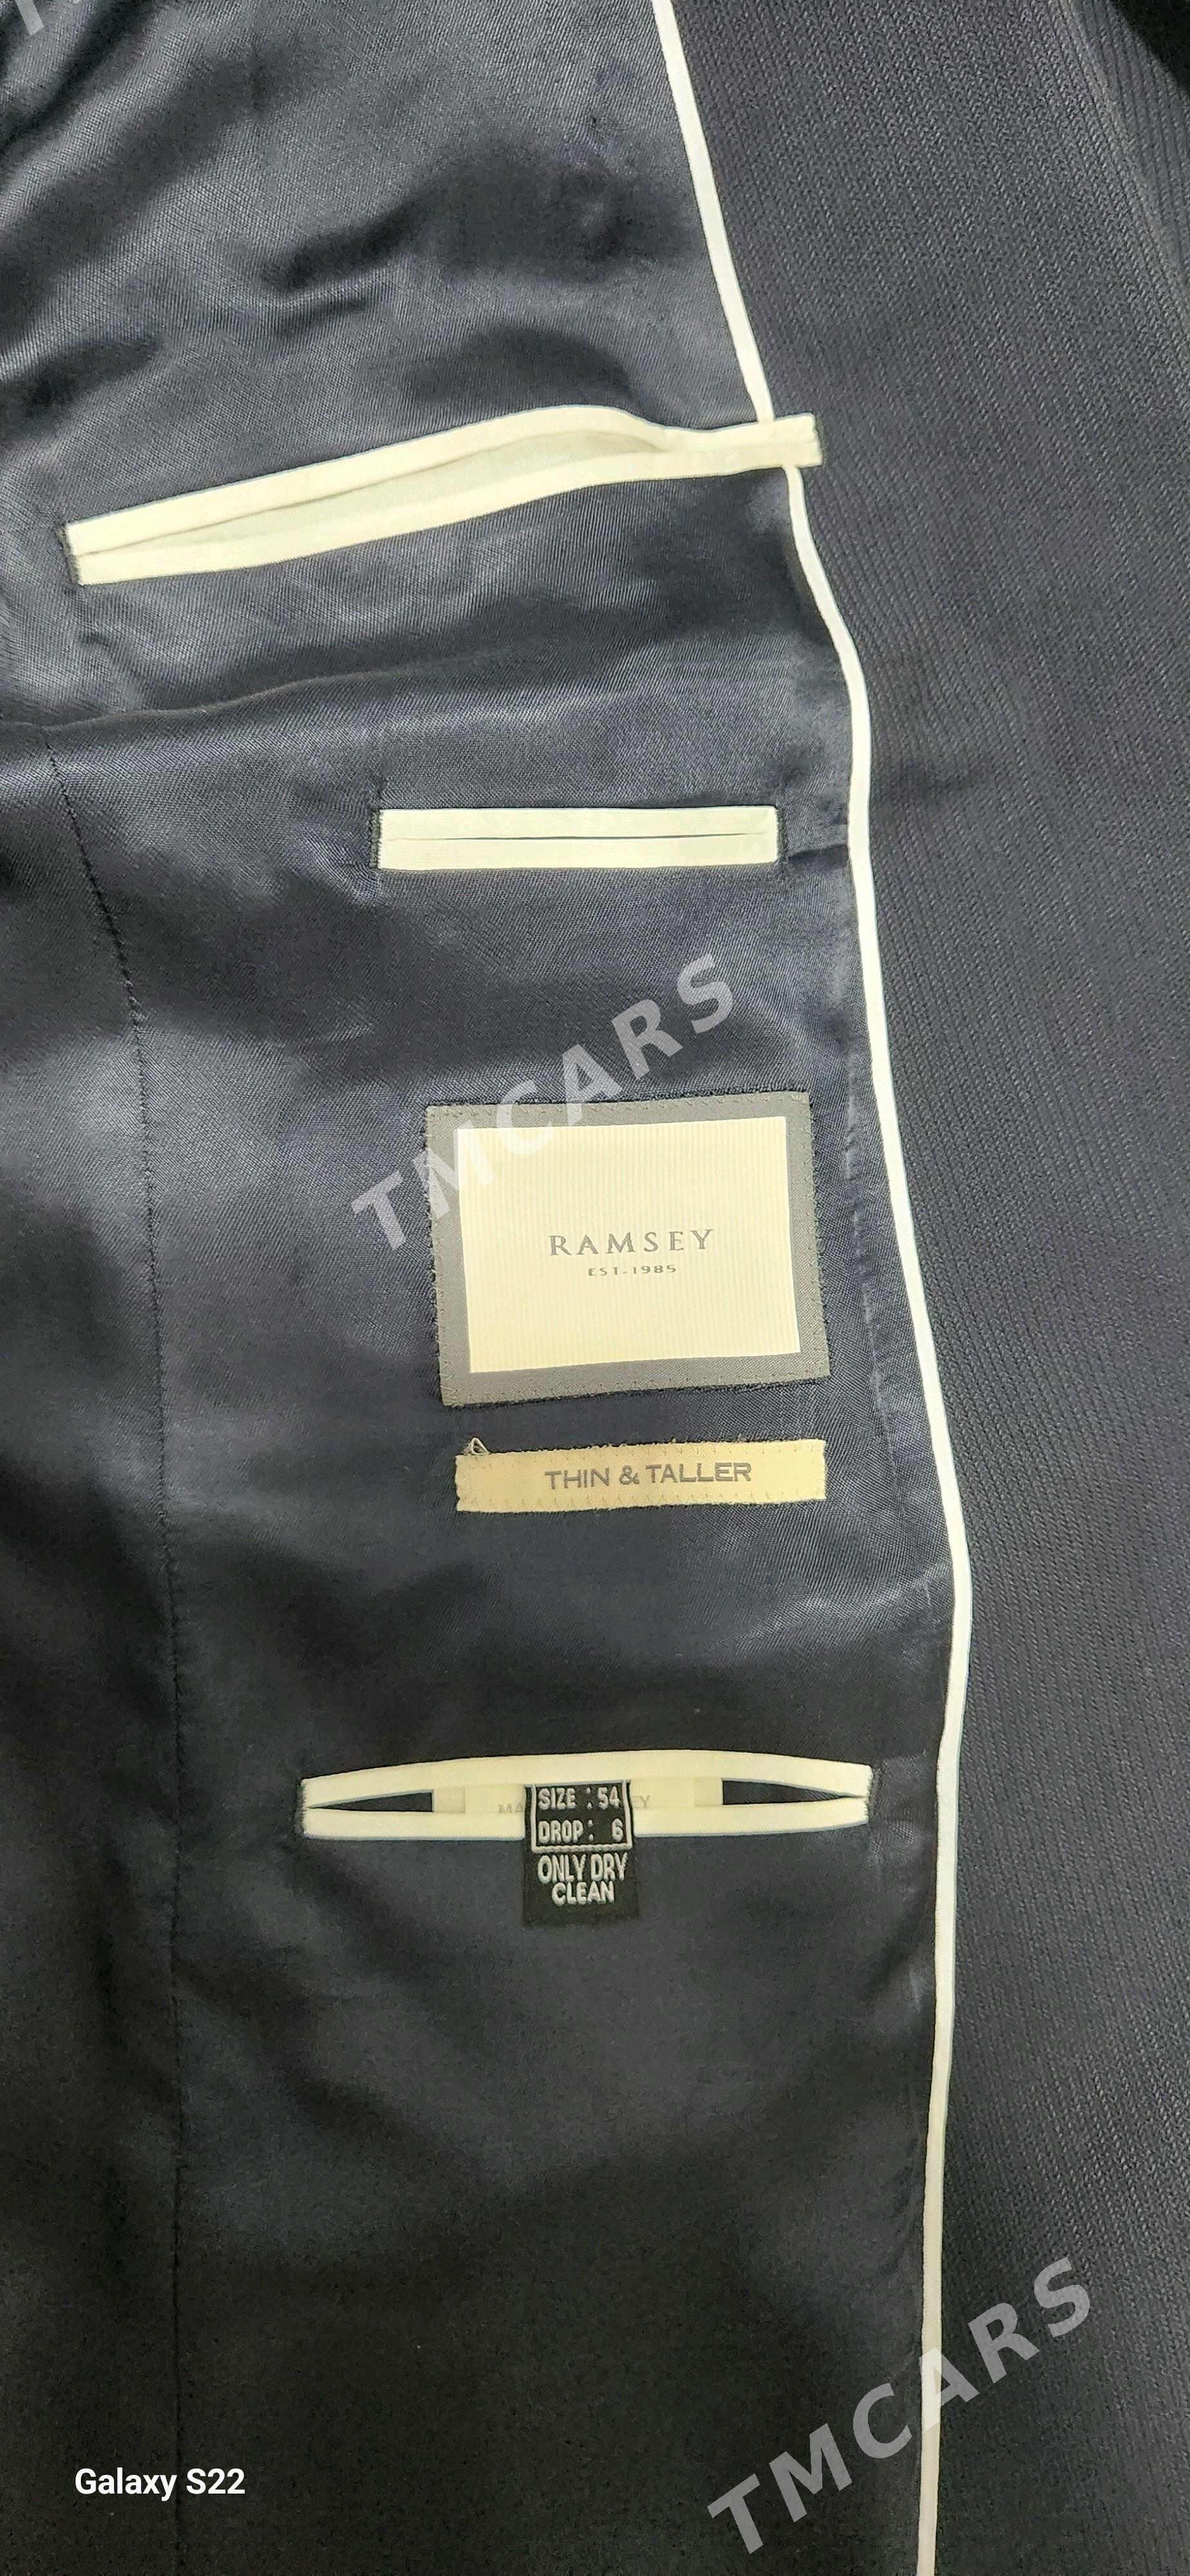 TMCARS
RAMSEY
EST-1985
THIN & TALLER
SIZE : 54
DROP : 6
ONLY DRY
CLEAN
TMCARS
Galaxy S22